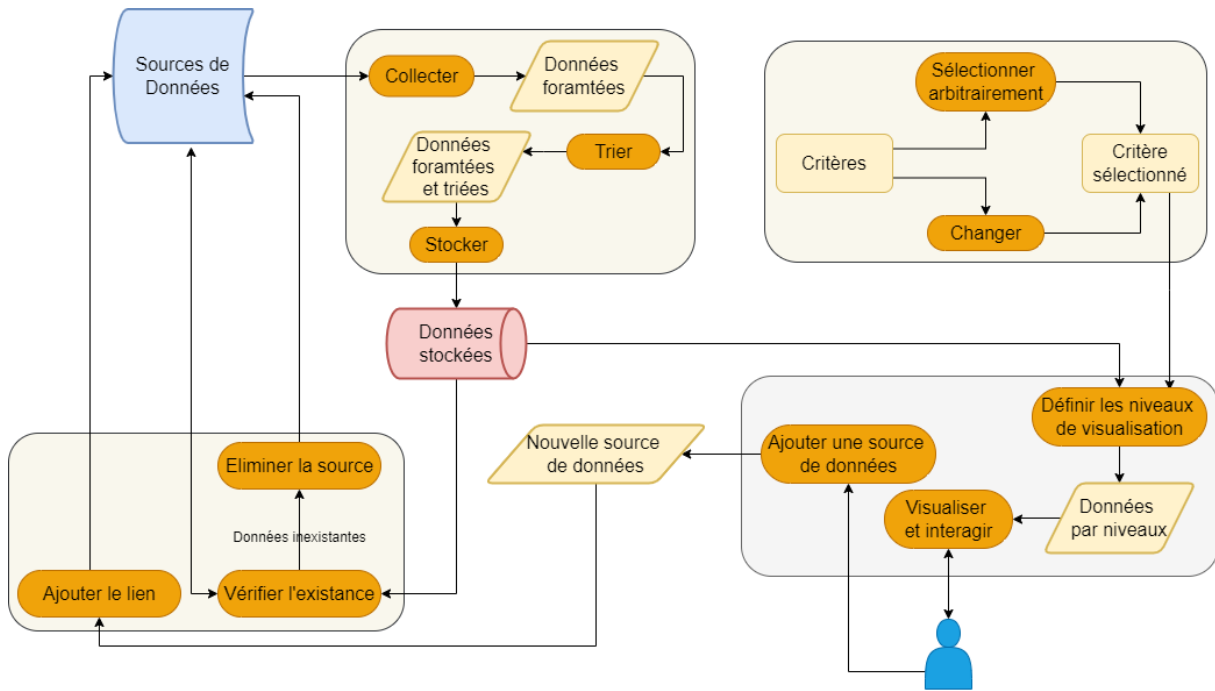 Sources de
Données
Collecter
Données
foramtées
Trier
Données
foramtées
et triées
Stocker
Données
stockées
Sélectionner
arbitrairement
Critères
Critère
sélectionné
Changer
Définir les niveaux
de visualisation
Données
par niveaux
Visualiser
et interagir
Ajouter une source
de données
Nouvelle source
de données
Eliminer la source
Données inexistantes
Ajouter le lien
Vérifier l'existance